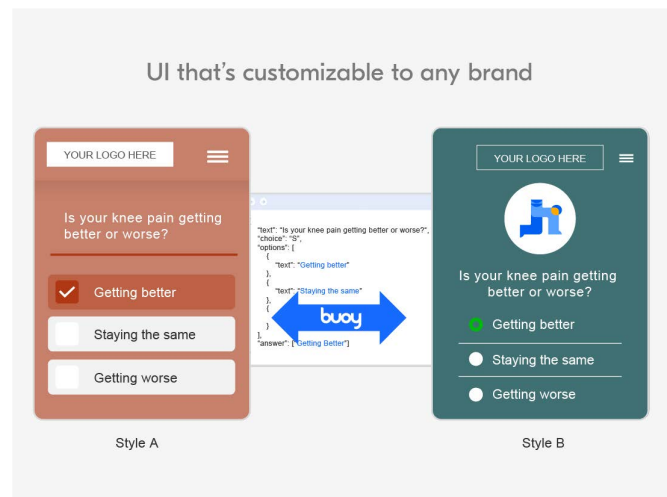 UI that's customizable to any brand
YOUR LOGO HERE
Is your knee pain getting
better or worse?
Getting better
Staying the same
Getting worse
Style A
"text": "Is your knee pain getting better or worse?",
"choice": "S",
"options": [
{
"text": "Getting better"
},
{
"text": "Staying the same"
},
{
}
],
"answer": ["Getting Better"]
buoy
YOUR LOGO HERE
Is your knee pain getting
better or worse?
Getting better
Staying the same
Getting worse
Style B